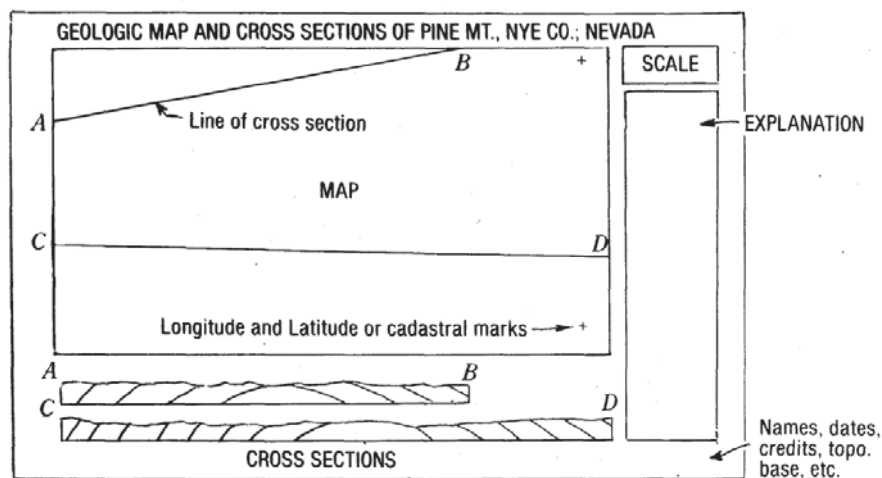 GEOLOGIC MAP AND CROSS SECTIONS OF PINE MT., NYE CO.; NEVADA
B
+
SCALE
A
Line of cross section
EXPLANATION
MAP
C
D
Longitude and Latitude or cadastral marks
+
A
B
C
D
Names, dates,
credits, topo.
base, etc.
CROSS SECTIONS